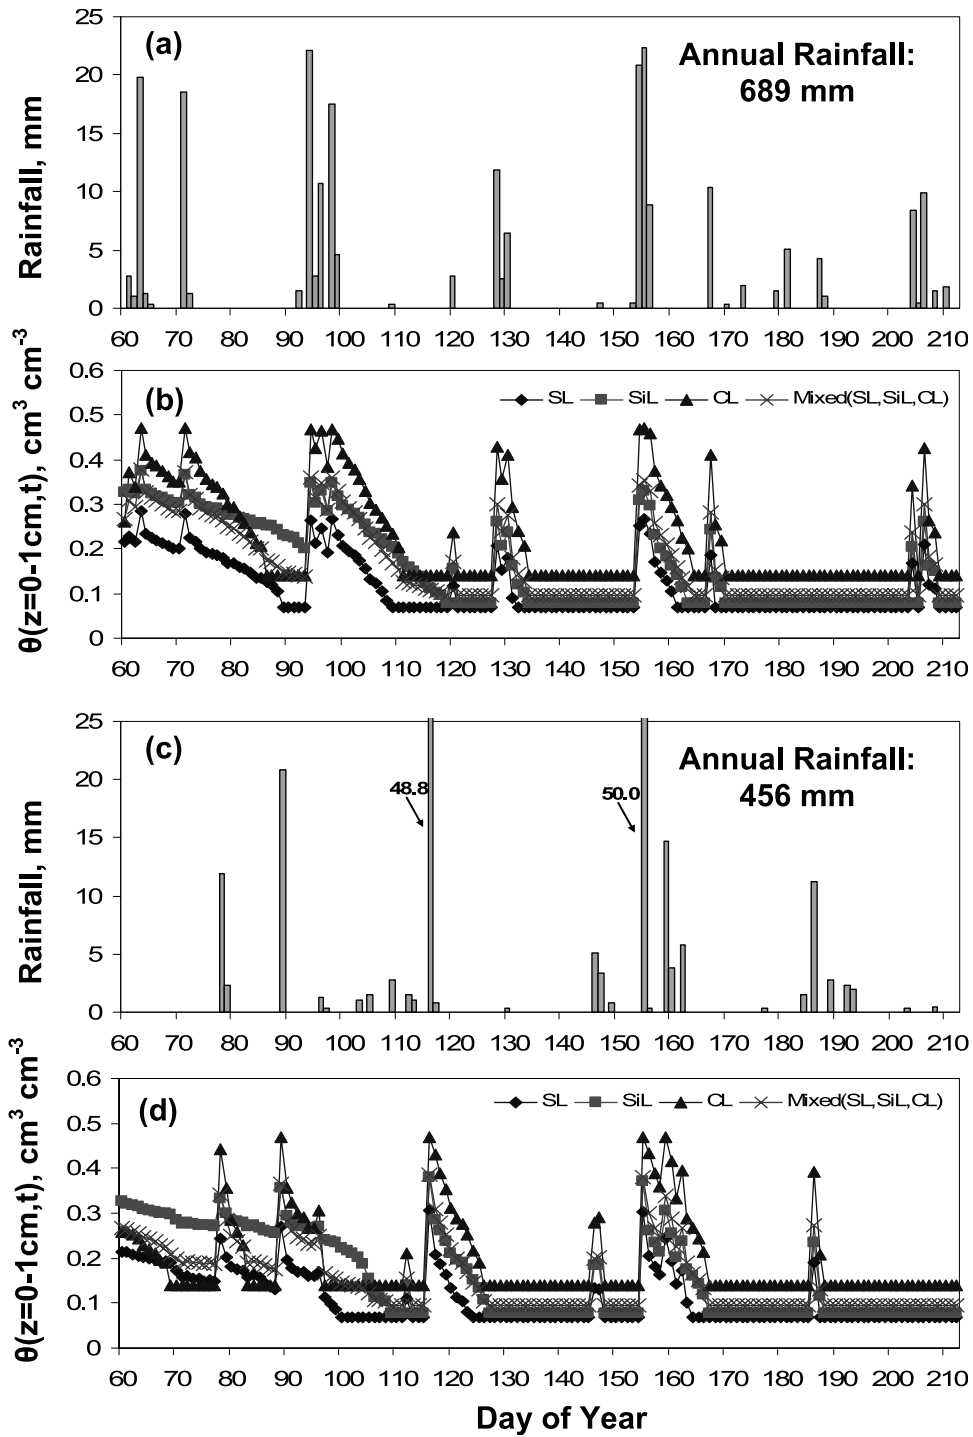 (a)
Annual Rainfall:
689 mm
Rainfall, mm
25
20
15
10
5
0
60 70 80 90 100 110 120 130 140 150 160 170 180 190 200 210
(b)
SL SiL CL Mixed(SL,SiL,CL)
θ(z=0-1cm,t), cm³ cm⁻³
0.6
0.5
0.4
0.3
0.2
0.1
0
60 70 80 90 100 110 120 130 140 150 160 170 180 190 200 210
(c)
Annual Rainfall:
456 mm
48.8
50.0
Rainfall, mm
25
20
15
10
5
0
60 70 80 90 100 110 120 130 140 150 160 170 180 190 200 210
(d)
SL SiL CL Mixed(SL,SiL,CL)
θ(z=0-1cm,t), cm³ cm⁻³
0.6
0.5
0.4
0.3
0.2
0.1
0
60 70 80 90 100 110 120 130 140 150 160 170 180 190 200 210
Day of Year